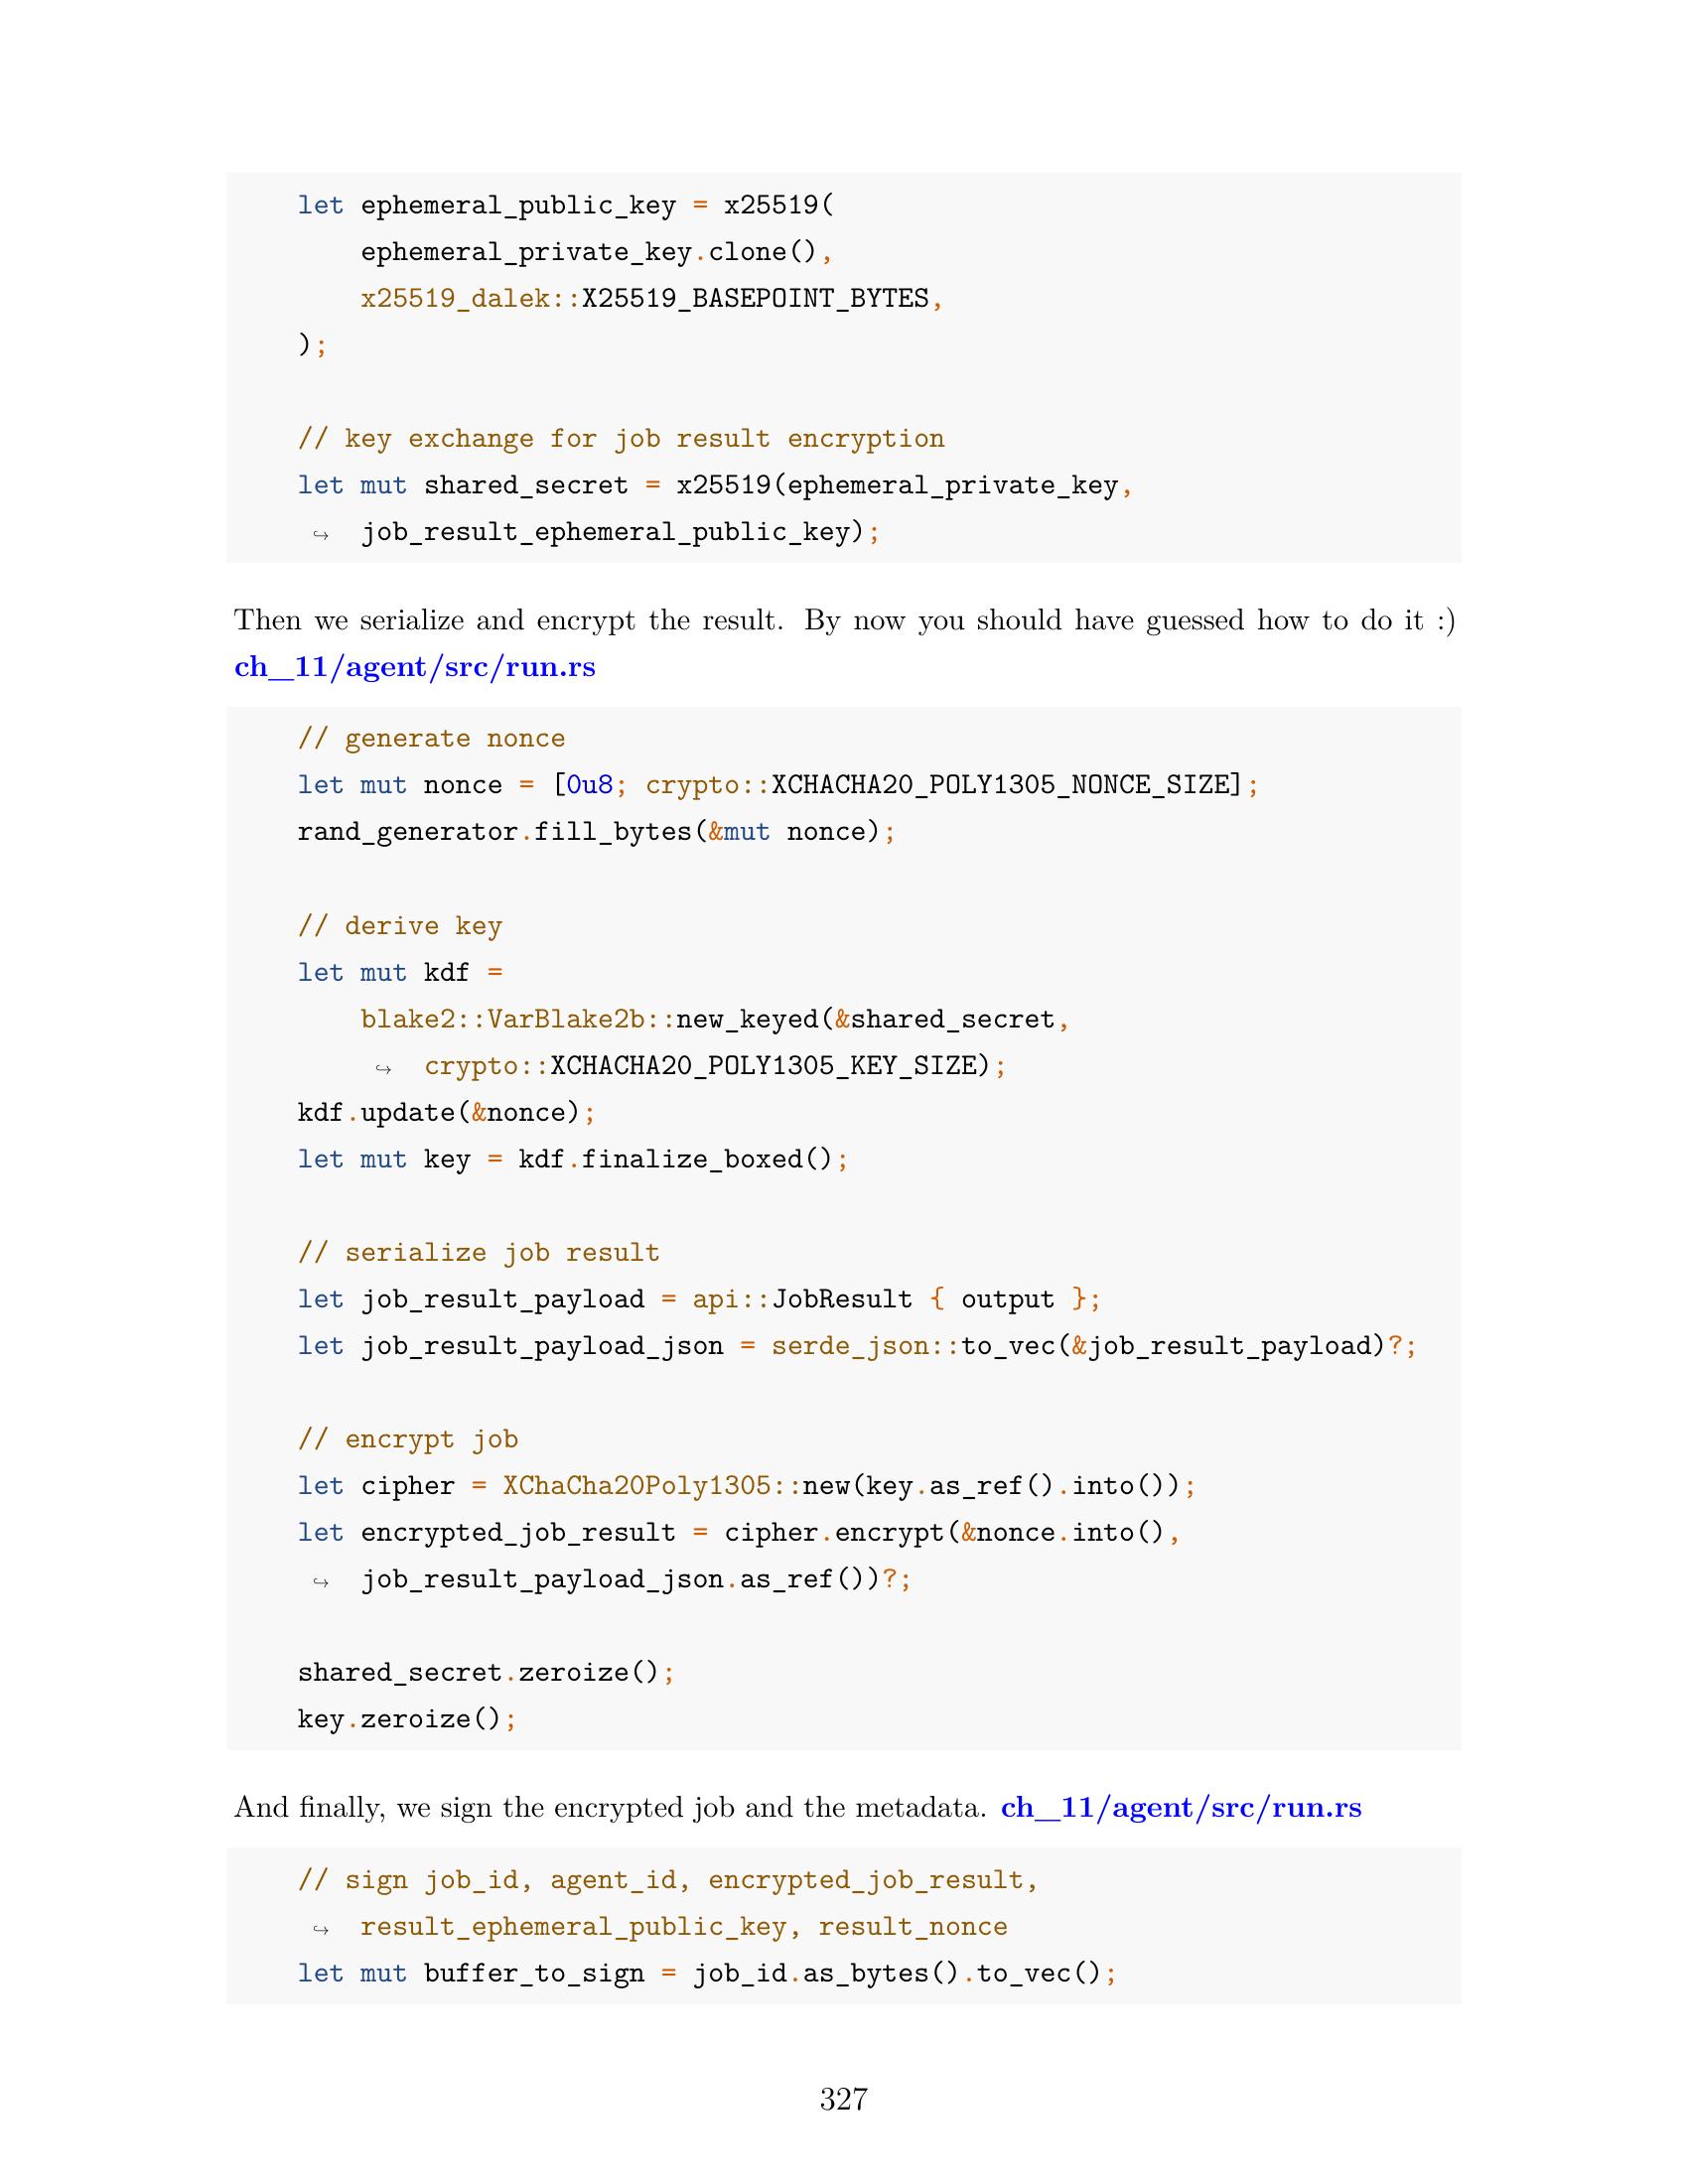 let ephemeral_public_key = x25519(
ephemeral_private_key.clone(),
x25519_dalek::X25519_BASEPOINT_BYTES,
);
// key exchange for job result encryption
let mut shared_secret = x25519(ephemeral_private_key,
↪ job_result_ephemeral_public_key);
Then we serialize and encrypt the result. By now you should have guessed how to do it :)
ch_11/agent/src/run.rs
// generate nonce
let mut nonce = [0u8; crypto::XCHACHA20_POLY1305_NONCE_SIZE];
rand_generator.fill_bytes(&mut nonce);
// derive key
let mut kdf =
blake2::VarBlake2b::new_keyed(&shared_secret,
↪ crypto::XCHACHA20_POLY1305_KEY_SIZE);
kdf.update(&nonce);
let mut key = kdf.finalize_boxed();
// serialize job result
let job_result_payload = api::JobResult { output };
let job_result_payload_json = serde_json::to_vec(&job_result_payload)?;
// encrypt job
let cipher = XChaCha20Poly1305::new(key.as_ref().into());
let encrypted_job_result = cipher.encrypt(&nonce.into(),
↪ job_result_payload_json.as_ref())?;
shared_secret.zeroize();
key.zeroize();
And finally, we sign the encrypted job and the metadata. ch_11/agent/src/run.rs
// sign job_id, agent_id, encrypted_job_result,
↪ result_ephemeral_public_key, result_nonce
let mut buffer_to_sign = job_id.as_bytes().to_vec();
327